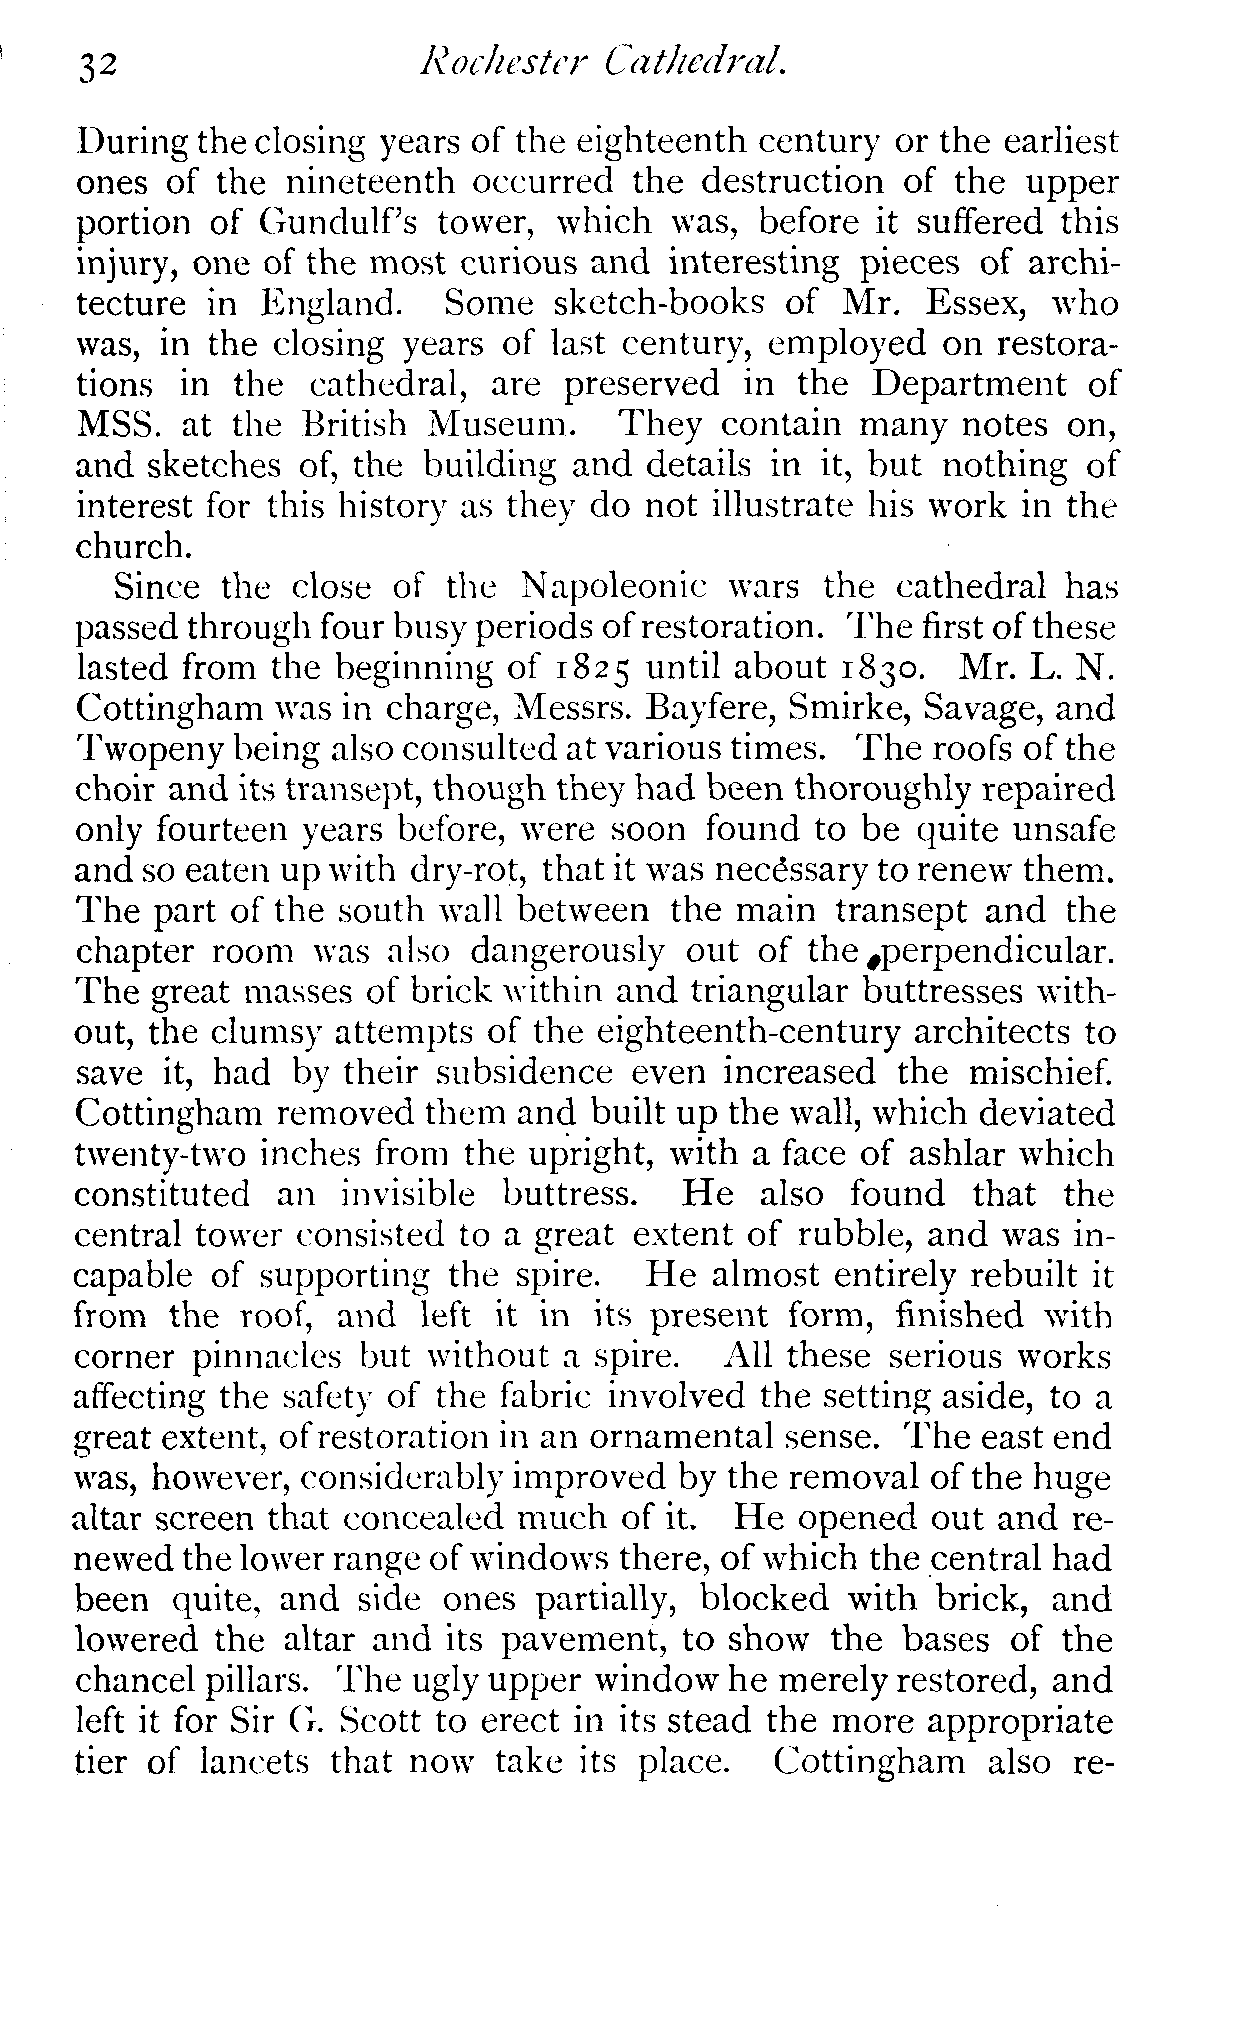 32 Rochester Cathedral.
During the closing years of the eighteenth century or the earliest
ones of the nineteenth occurred the destruction of the upper
portion of Gundulf's tower, which was, before it suffered this
injury, one of the most curious and interesting pieces of archi-
tecture in England. Some sketch-books of Mr. Essex, who
was, in the closing years of last century, employed on restora-
tions in the cathedral, are preserved in the Department of
MSS. at the British Museum. They contain many notes on,
and sketches of, the building and details in it, but nothing of
interest for this history as they do not illustrate his work in the
church.
Since the close of the Napoleonic wars the cathedral has
passed through four busy periods of restoration. The first of these
lasted from the beginning of 1825 until about 1830. Mr. L. N.
Cottingham was in charge, Messrs. Bayfere, Smirke, Savage, and
Twopeny being also consulted at various times. The roofs of the
choir and its transept, though they had been thoroughly repaired
only fourteen years before, were soon found to be quite unsafe
and so eaten up with dry-rot, that it was necessary to renew them.
The part of the south wall between the main transept and the
chapter room was also dangerously out of the perpendicular.
The great masses of brick within and triangular buttresses with-
out, the clumsy attempts of the eighteenth-century architects to
save it, had by their subsidence even increased the mischief.
Cottingham removed them and built up the wall, which deviated
twenty-two inches from the upright, with a face of ashlar which
constituted an invisible buttress. He also found that the
central tower consisted to a great extent of rubble, and was in-
capable of supporting the spire. He almost entirely rebuilt it
from the roof, and left it in its present form, finished with
corner pinnacles but without a spire. All these serious works
affecting the safety of the fabric involved the setting aside, to a
great extent, of restoration in an ornamental sense. The east end
was, however, considerably improved by the removal of the huge
altar screen that concealed much of it. He opened out and re-
newed the lower range of windows there, of which the central had
been quite, and side ones partially, blocked with brick, and
lowered the altar and its pavement, to show the bases of the
chancel pillars. The ugly upper window he merely restored, and
left it for Sir G. Scott to erect in its stead the more appropriate
tier of lancets that now take its place. Cottingham also re-